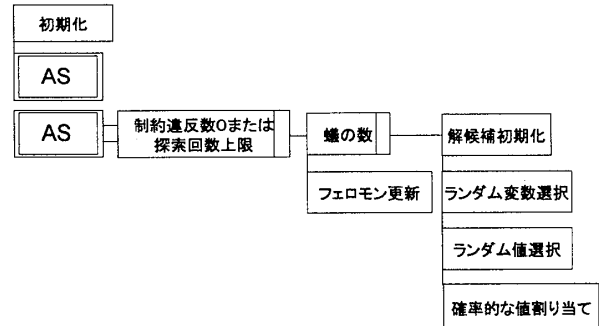 初期化
AS
AS
制約違反数0または
探索回数上限
蟻の数
解候補初期化
フェロモン更新
ランダム変数選択
ランダム値選択
確率的な値割り当て